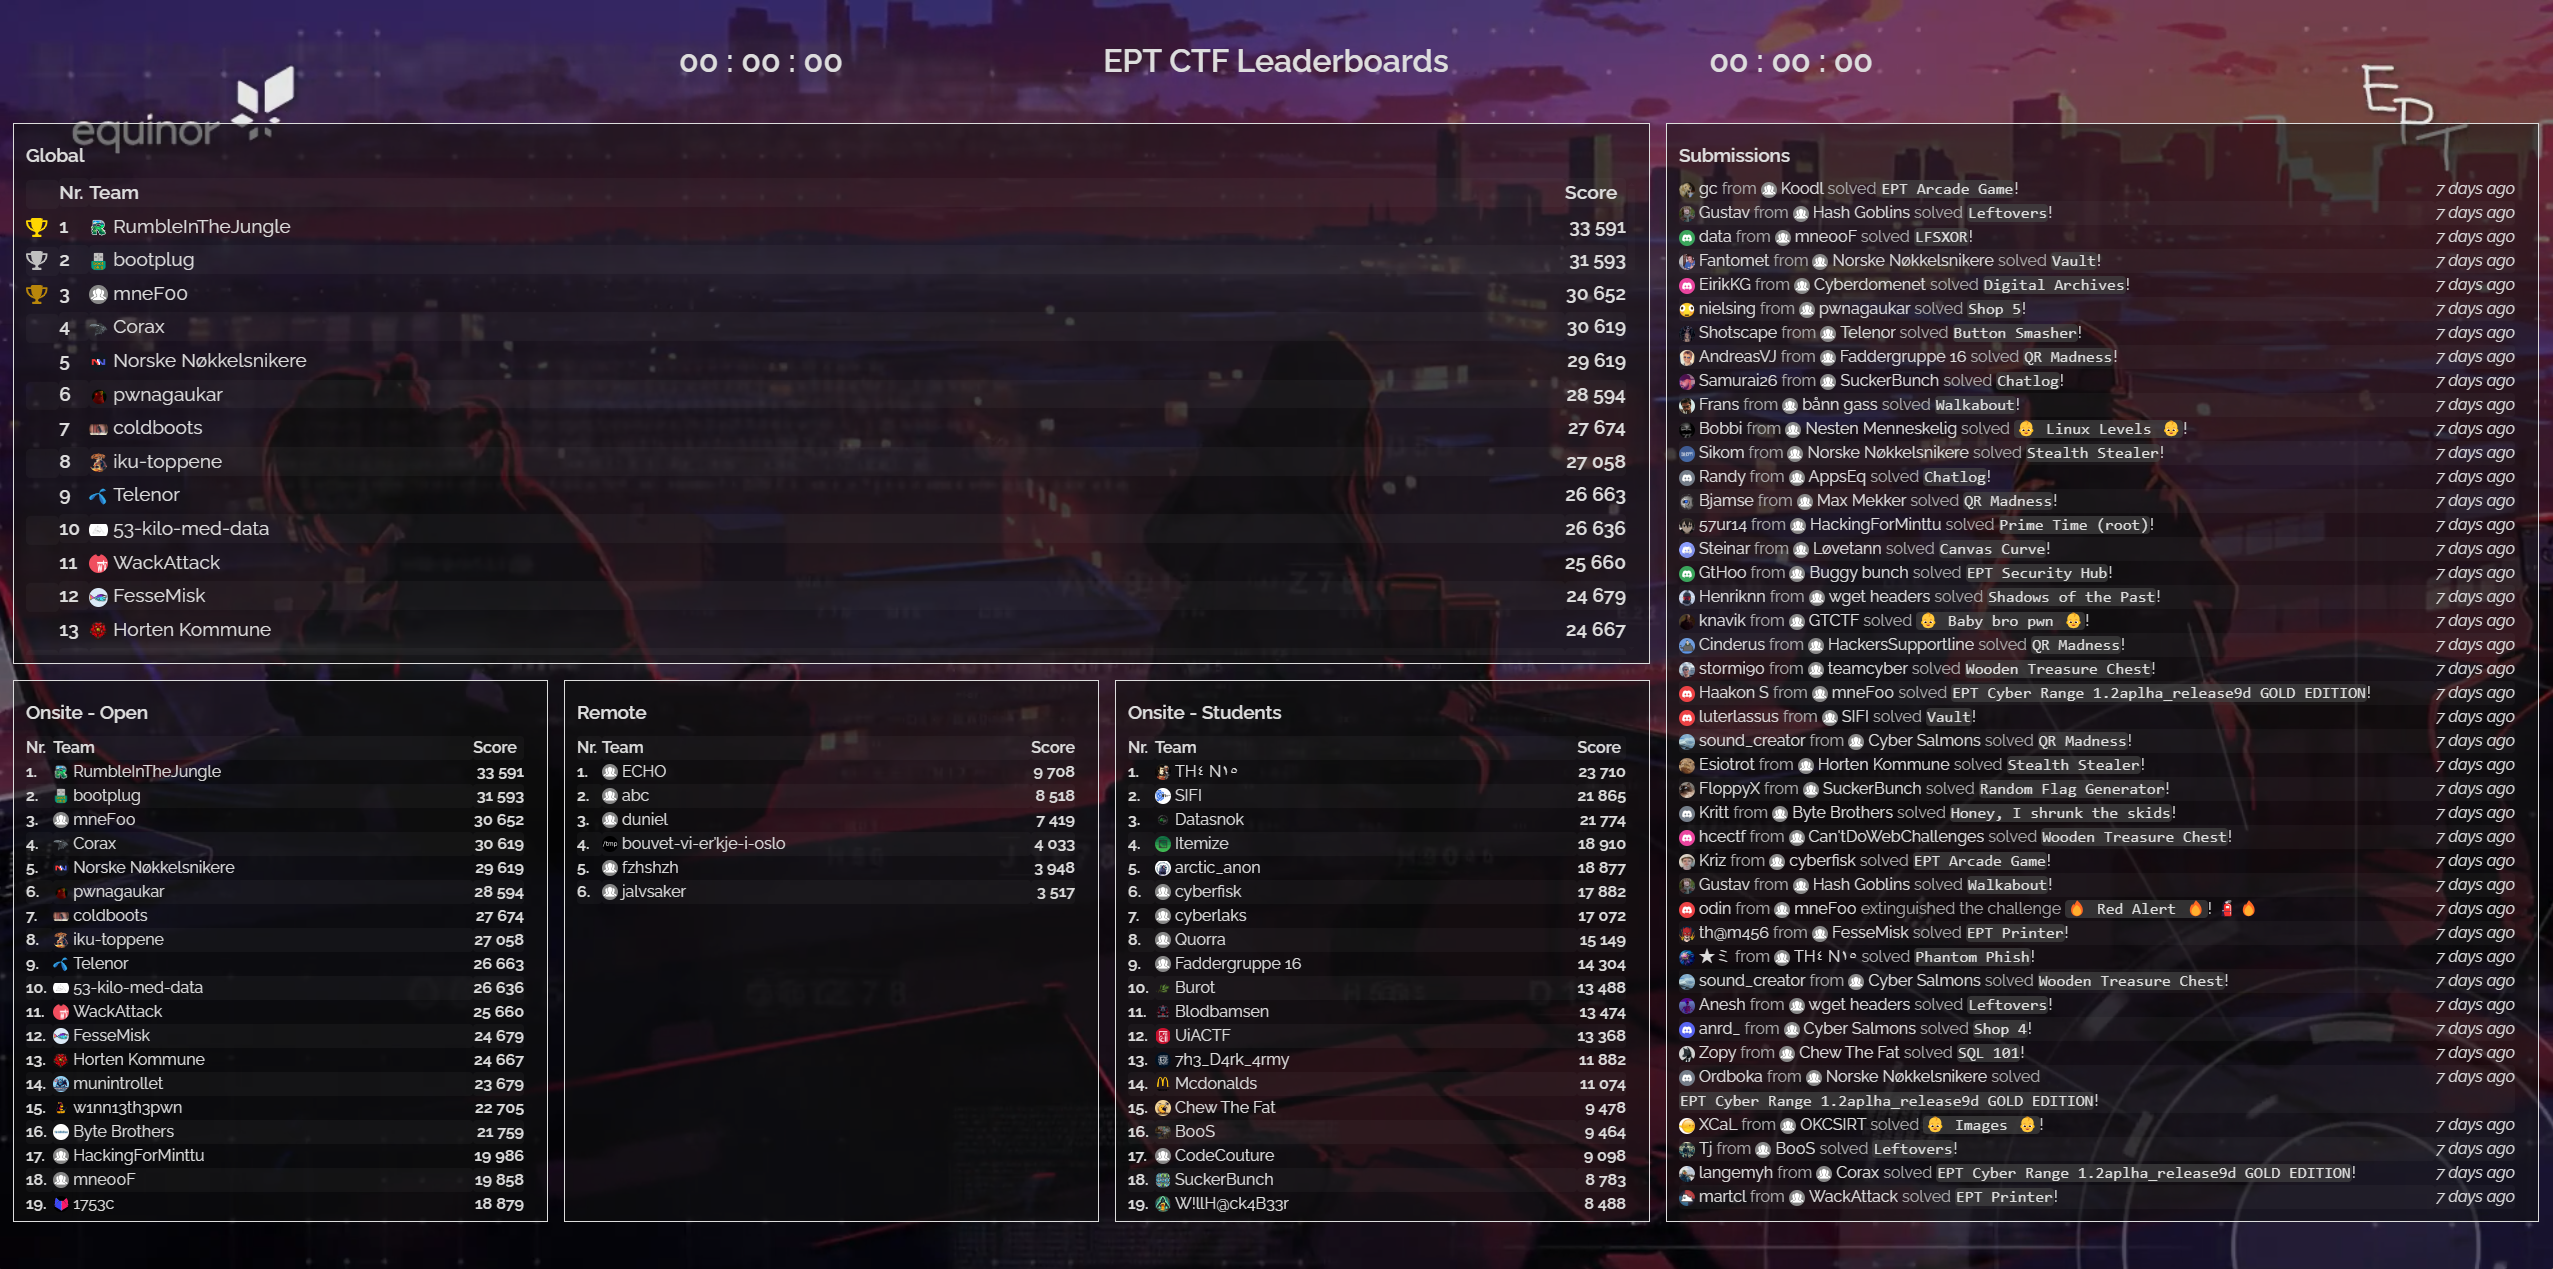 00 : 00 : 00
EPT CTF Leaderboards
00 : 00 : 00
equinor
EPT
Global
Nr. Team Score
1 RumbleInTheJungle 33 591
2 bootplug 31 593
3 mneFoo 30 652
4 Corax 30 619
5 Norske Nøkkelsnikere 29 619
6 pwnagaukar 28 594
7 coldboots 27 674
8 iku-toppene 27 058
9 Telenor 26 663
10 53-kilo-med-data 26 636
11 WackAttack 25 660
12 FesseMisk 24 679
13 Horten Kommune 24 667
Onsite - Open
Nr. Team Score
1. RumbleInTheJungle 33 591
2. bootplug 31 593
3. mneFoo 30 652
4. Corax 30 619
5. Norske Nøkkelsnikere 29 619
6. pwnagaukar 28 594
7. coldboots 27 674
8. iku-toppene 27 058
9. Telenor 26 663
10. 53-kilo-med-data 26 636
11. WackAttack 25 660
12. FesseMisk 24 679
13. Horten Kommune 24 667
14. munintrollet 23 679
15. w1nn13th3pwn 22 705
16. Byte Brothers 21 759
17. HackingForMinttu 19 986
18. mneooF 19 858
19. 1753c 18 879
Remote
Nr. Team Score
1. ECHO 9 708
2. abc 8 518
3. duniel 7 419
4. /tmp bouvet-vi-er'kje-i-oslo 4 033
5. fzhshzh 3 948
6. jalvsaker 3 517
Onsite - Students
Nr. Team Score
1. TH٤ N١๐ 23 710
2. SIFI 21 865
3. Datasnok 21 774
4. Itemize 18 910
5. arctic_anon 18 877
6. cyberfisk 17 882
7. cyberlaks 17 072
8. Quorra 15 149
9. Faddergruppe 16 14 304
10. Burot 13 488
11. Blodbamsen 13 474
12. UiACTF 13 368
13. 7h3_D4rk_4rmy 11 882
14. Mcdonalds 11 074
15. Chew The Fat 9 478
16. BooS 9 464
17. CodeCouture 9 098
18. SuckerBunch 8 783
19. W!llH@ck4B33r 8 488
Submissions
gc from Koodl solved EPT Arcade Game! 7 days ago
Gustav from Hash Goblins solved Leftovers! 7 days ago
data from mneooF solved LFSXOR! 7 days ago
Fantomet from Norske Nøkkelsnikere solved Vault! 7 days ago
EirikKG from Cyberdomenet solved Digital Archives! 7 days ago
nielsing from pwnagaukar solved Shop 5! 7 days ago
Shotscape from Telenor solved Button Smasher! 7 days ago
AndreasVJ from Faddergruppe 16 solved QR Madness! 7 days ago
Samurai26 from SuckerBunch solved Chatlog! 7 days ago
Frans from bånn gass solved Walkabout! 7 days ago
Bobbi from Nesten Menneskelig solved 👶 Linux Levels 👶! 7 days ago
Sikom from Norske Nøkkelsnikere solved Stealth Stealer! 7 days ago
Randy from AppsEq solved Chatlog! 7 days ago
Bjamse from Max Mekker solved QR Madness! 7 days ago
57ur14 from HackingForMinttu solved Prime Time (root)! 7 days ago
Steinar from Løvetann solved Canvas Curve! 7 days ago
GtHoo from Buggy bunch solved EPT Security Hub! 7 days ago
Henriknn from wget headers solved Shadows of the Past! 7 days ago
knavik from GTCTF solved 👶 Baby bro pwn 👶! 7 days ago
Cinderus from HackersSupportline solved QR Madness! 7 days ago
stormigo from teamcyber solved Wooden Treasure Chest! 7 days ago
Haakon S from mneFoo solved EPT Cyber Range 1.2aplha_release9d GOLD EDITION! 7 days ago
luterlassus from SIFI solved Vault! 7 days ago
sound_creator from Cyber Salmons solved QR Madness! 7 days ago
Esiotrot from Horten Kommune solved Stealth Stealer! 7 days ago
FloppyX from SuckerBunch solved Random Flag Generator! 7 days ago
Kritt from Byte Brothers solved Honey, I shrunk the skids! 7 days ago
hcectf from Can'tDoWebChallenges solved Wooden Treasure Chest! 7 days ago
Kriz from cyberfisk solved EPT Arcade Game! 7 days ago
Gustav from Hash Goblins solved Walkabout! 7 days ago
odin from mneFoo extinguished the challenge 🔥 Red Alert 🔥! 🧯 🔥 7 days ago
th@m456 from FesseMisk solved EPT Printer! 7 days ago
★ミ from TH٤ N١๐ solved Phantom Phish! 7 days ago
sound_creator from Cyber Salmons solved Wooden Treasure Chest! 7 days ago
Anesh from wget headers solved Leftovers! 7 days ago
anrd_ from Cyber Salmons solved Shop 4! 7 days ago
Zopy from Chew The Fat solved SQL 101! 7 days ago
Ordboka from Norske Nøkkelsnikere solved 7 days ago
EPT Cyber Range 1.2aplha_release9d GOLD EDITION!
XCaL from OKCSIRT solved 👶 Images 👶! 7 days ago
Tj from BooS solved Leftovers! 7 days ago
langemyh from Corax solved EPT Cyber Range 1.2aplha_release9d GOLD EDITION! 7 days ago
martcl from WackAttack solved EPT Printer! 7 days ago